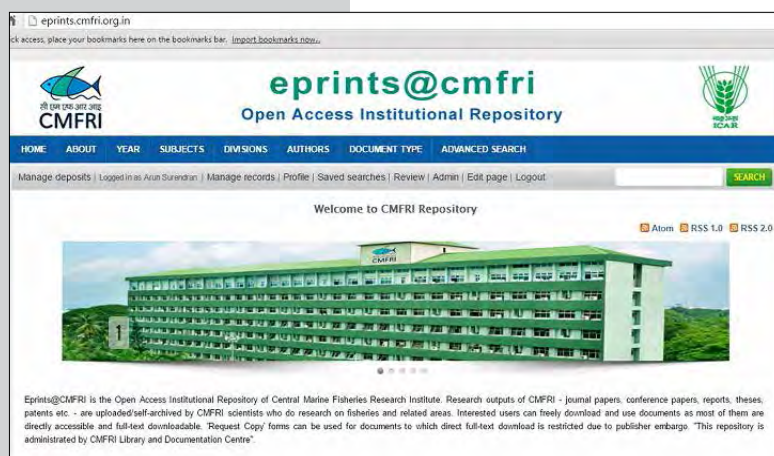 eprints.cmfri.org.in
ck access, place your bookmarks here on the bookmarks bar. Import bookmarks now...
eprints@cmfri
Open Access Institutional Repository
सी एम एफ आर आइ
CMFRI
ICAR
HOME ABOUT YEAR SUBJECTS DIVISIONS AUTHORS DOCUMENT TYPE ADVANCED SEARCH
Manage deposits | Logged in as Arun Surendran | Manage records | Profile | Saved searches | Review | Admin | Edit page | Logout
SEARCH
Welcome to CMFRI Repository
Atom RSS 1.0 RSS 2.0
CMFRI
1
Eprints@CMFRI is the Open Access Institutional Repository of Central Marine Fisheries Research Institute. Research outputs of CMFRI - journal papers, conference papers, reports, theses,
patents etc. - are uploaded/self-archived by CMFRI scientists who do research on fisheries and related areas. Interested users can freely download and use documents as most of them are
directly accessible and full-text downloadable. 'Request Copy' forms can be used for documents to which direct full-text download is restricted due to publisher embargo. "This repository is
administrated by CMFRI Library and Documentation Centre".